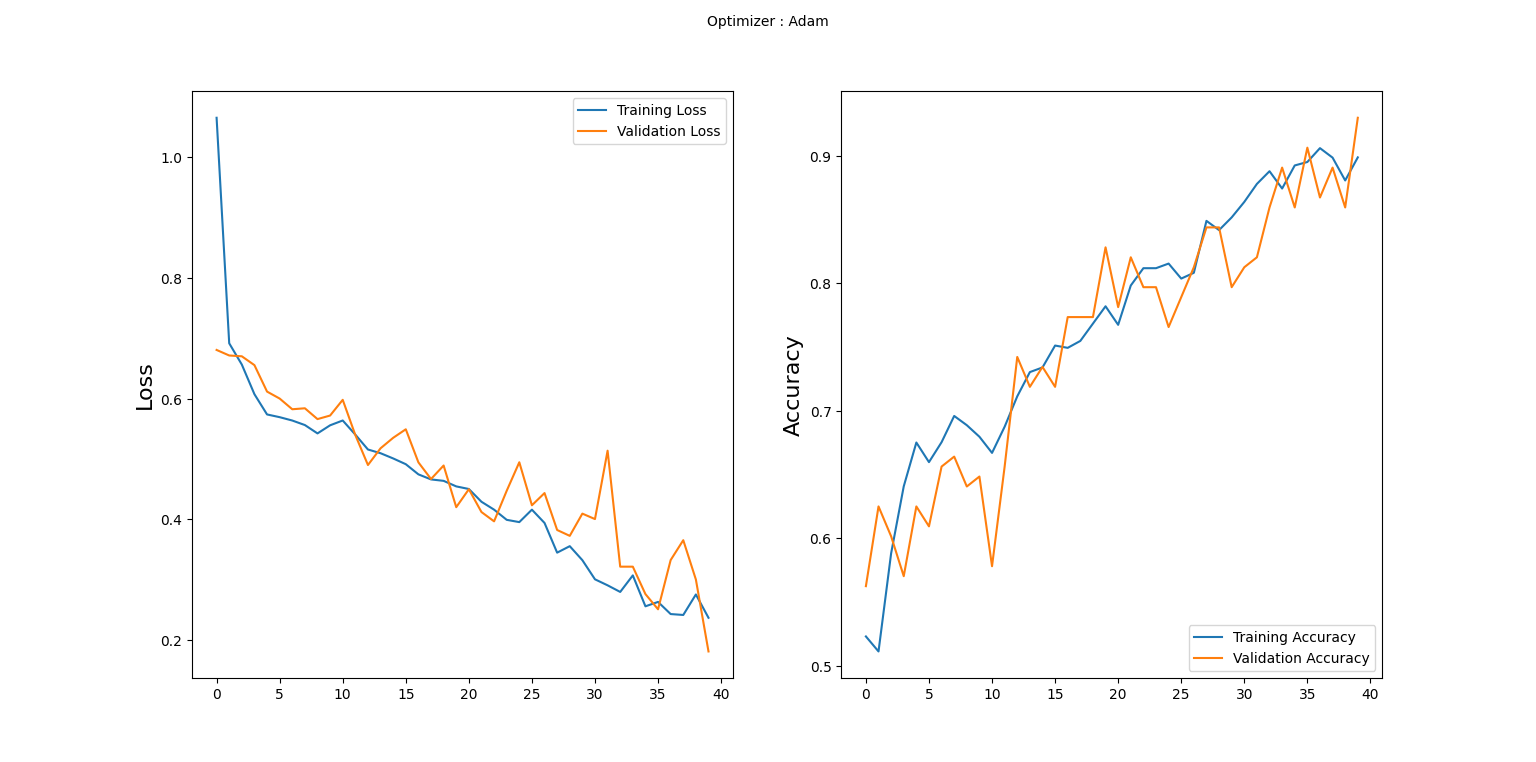 Optimizer : Adam
Loss
1.0
0.8
0.6
0.4
0.2
0 5 10 15 20 25 30 35 40
Training Loss
Validation Loss
Accuracy
0.9
0.8
0.7
0.6
0.5
0 5 10 15 20 25 30 35 40
Training Accuracy
Validation Accuracy